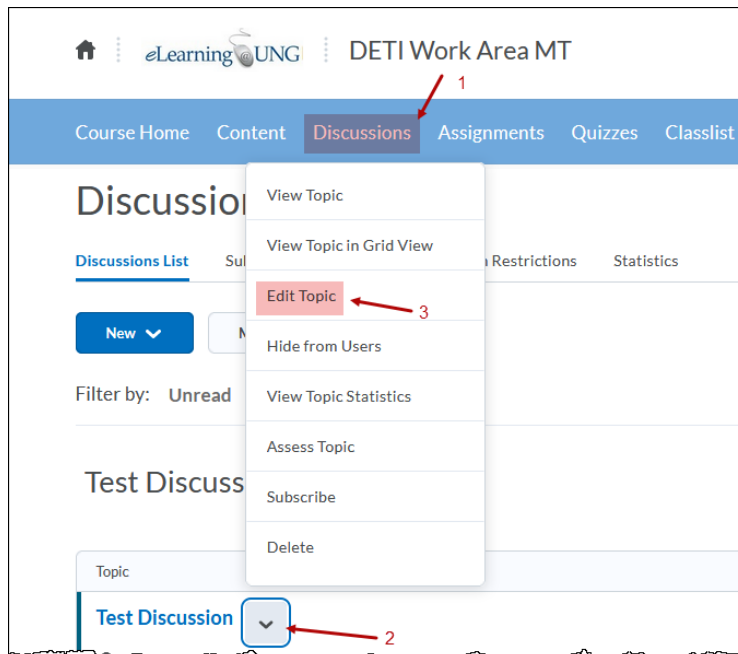 eLearning UNG DETI Work Area MT
1
Course Home Content Discussions Assignments Quizzes Classlist
Discussion
View Topic
View Topic in Grid View
Discussions List Restrictions Statistics
Edit Topic
3
New
Hide from Users
Filter by: Unread
View Topic Statistics
Assess Topic
Test Discuss
Subscribe
Delete
Topic
Test Discussion
2